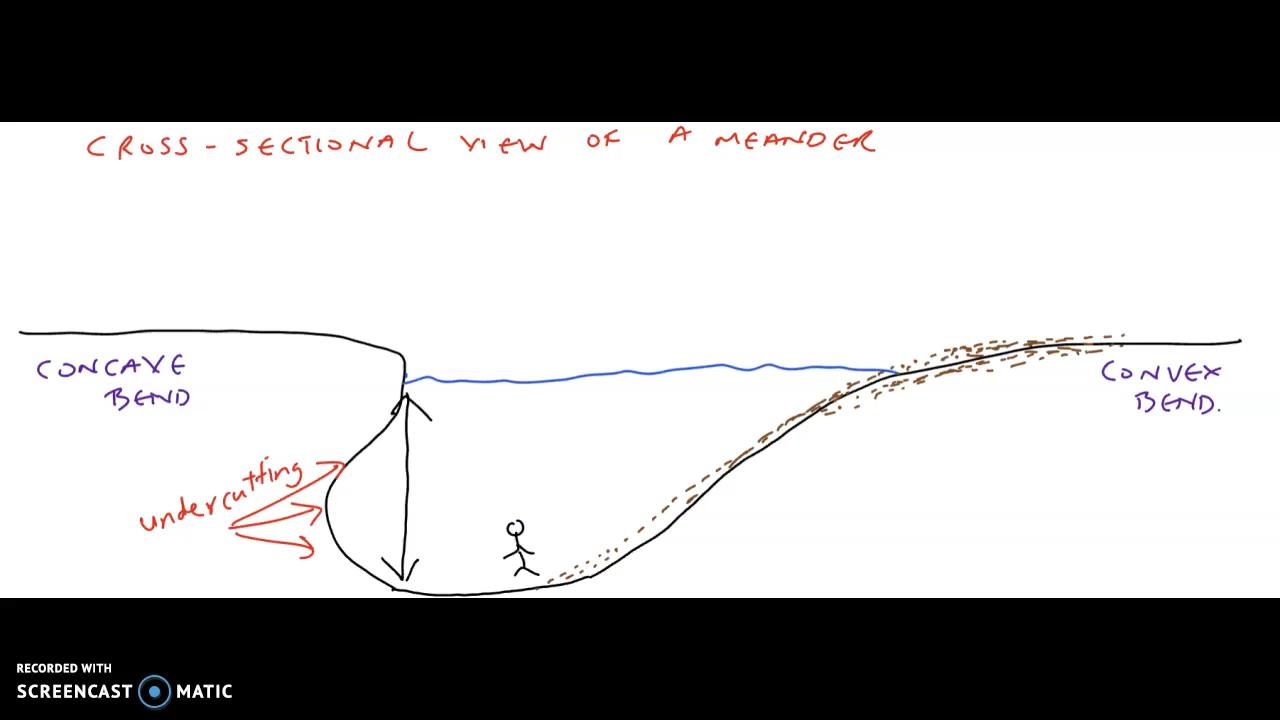 CROSS-SECTIONAL VIEW OF A MEANDER
CONCAVE
BEND
CONVEX
BEND.
undercutting
RECORDED WITH
SCREENCAST MATIC